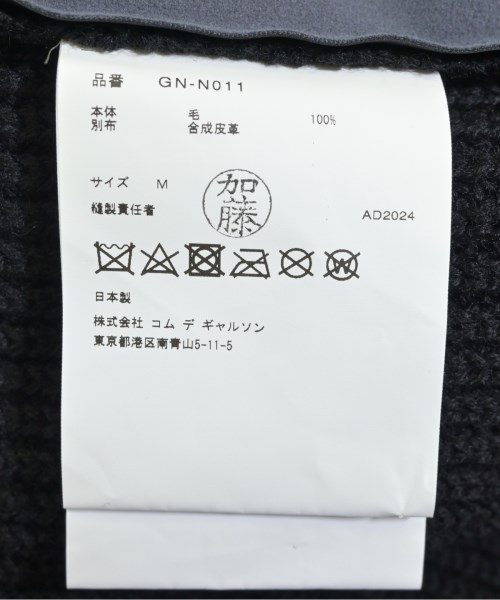 品番 GN-N011
本体 毛 100%
別布 合成皮革
サイズ M
加藤
縫製責任者 AD2024
日本製
株式会社 コム デ ギャルソン
東京都港区南青山5-11-5